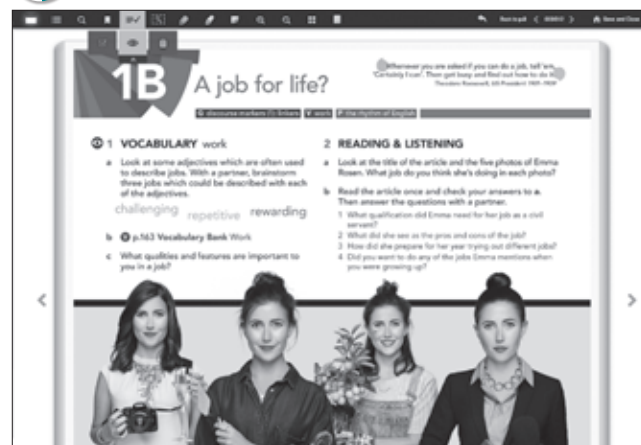 Back to unit
Save and Close
1B
A job for life?
Whenever you are asked if you can do a job, tell 'em,
'Certainly I can'. Then get busy and find out how to do it.
Theodore Roosevelt, US President 1901–1909
G discourse markers (1): linkers V work P the rhythm of English
1 VOCABULARY work
a Look at some adjectives which are often used
to describe jobs. With a partner, brainstorm
three jobs which could be described with each
of the adjectives.
challenging repetitive rewarding
b p.163 Vocabulary Bank Work
c What qualities and features are important to
you in a job?
2 READING & LISTENING
a Look at the title of the article and the five photos of Emma
Rosen. What job do you think she's doing in each photo?
b Read the article once and check your answers to a.
Then answer the questions with a partner.
1 What qualification did Emma need for her job as a civil
servant?
2 What did she see as the pros and cons of the job?
3 How did she prepare for her year trying out different jobs?
4 Did you want to do any of the jobs Emma mentions when
you were growing up?